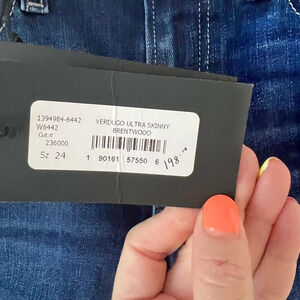 1394984-6442 VERDUGO ULTRA SKINNY
W6442 BRENTWOOD
Cut #
236000
Sz 24
1 90161 57550 6
198.-